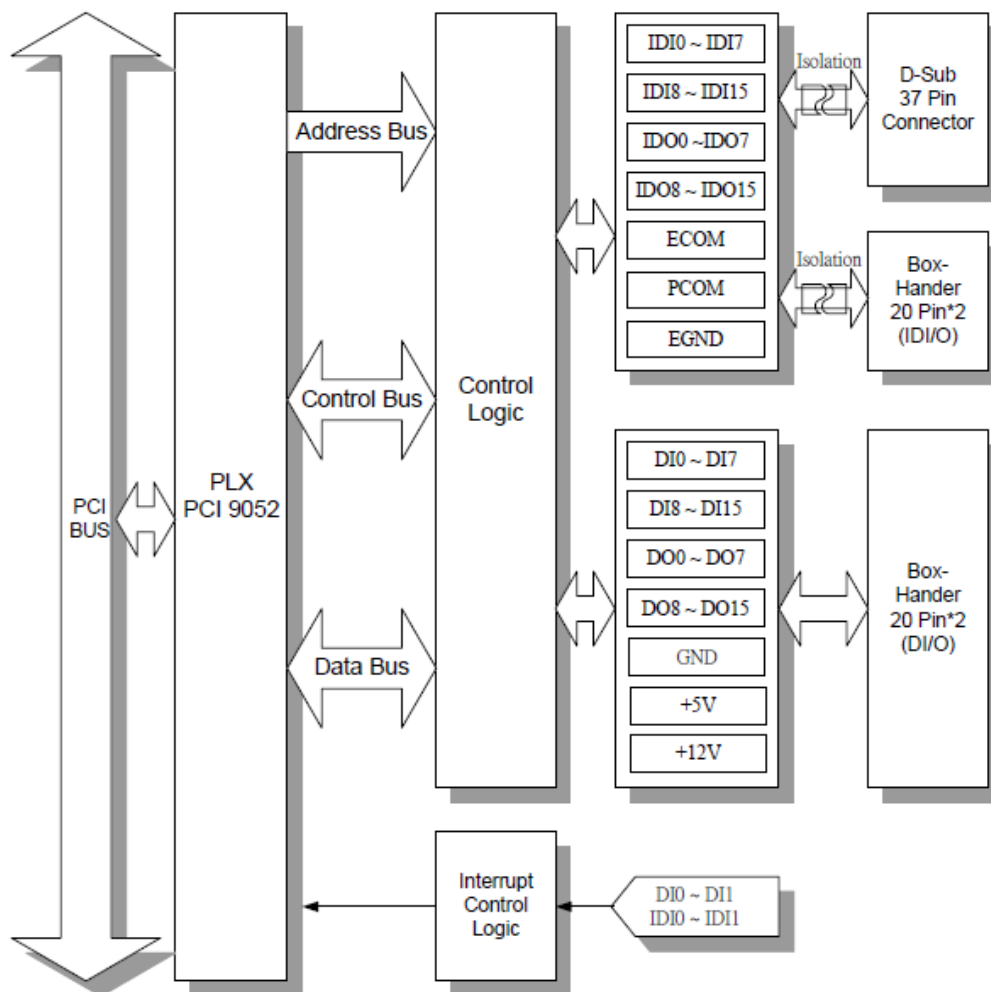 PCI
BUS
PLX
PCI 9052
Address Bus
Control Bus
Data Bus
Control
Logic
IDI0 ~ IDI7
IDI8 ~ IDI15
IDO0 ~IDO7
IDO8 ~ IDO15
ECOM
PCOM
EGND
Isolation
D-Sub
37 Pin
Connector
Isolation
Box-
Hander
20 Pin*2
(IDI/O)
DI0 ~ DI7
DI8 ~ DI15
DO0 ~ DO7
DO8 ~ DO15
GND
+5V
+12V
Box-
Hander
20 Pin*2
(DI/O)
Interrupt
Control
Logic
DI0 ~ DI1
IDI0 ~ IDI1